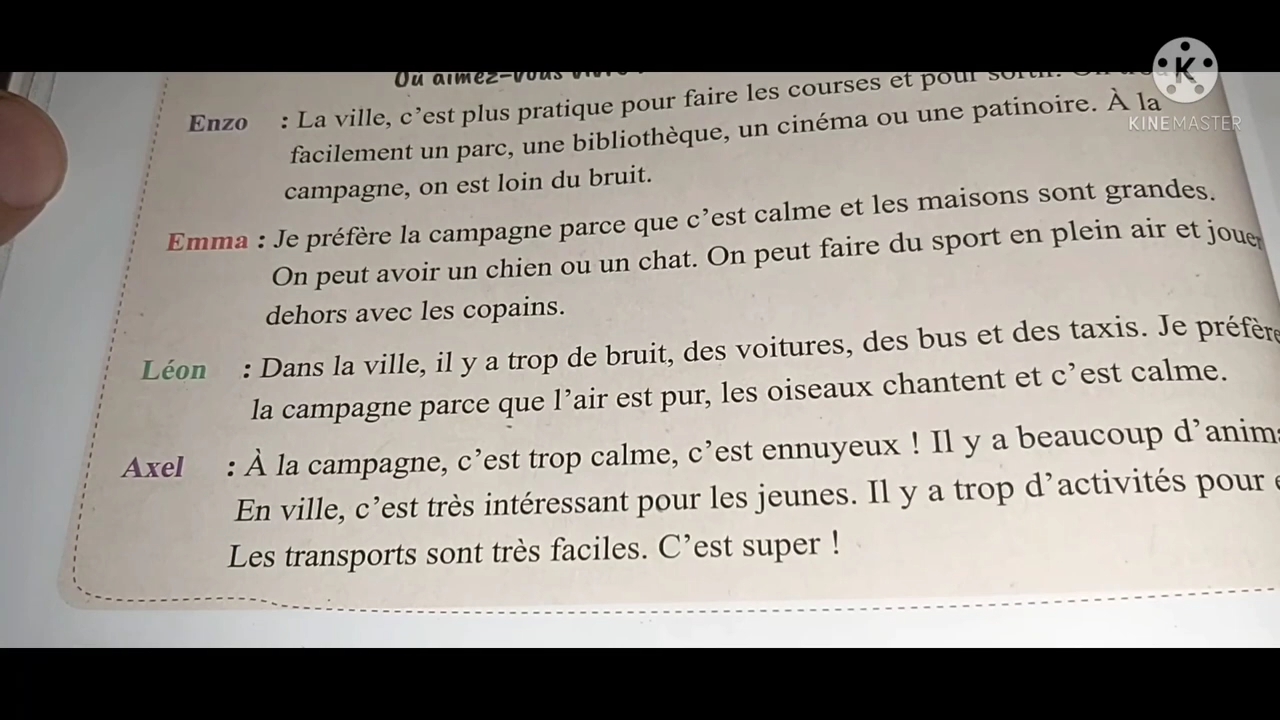 Où aimez-vous
Enzo : La ville, c'est plus pratique pour faire les courses et pour sortir.
facilement un parc, une bibliothèque, un cinéma ou une patinoire. À la
campagne, on est loin du bruit.
Emma : Je préfère la campagne parce que c'est calme et les maisons sont grandes.
On peut avoir un chien ou un chat. On peut faire du sport en plein air et jouer
dehors avec les copains.
Léon : Dans la ville, il y a trop de bruit, des voitures, des bus et des taxis. Je préfère
la campagne parce que l'air est pur, les oiseaux chantent et c'est calme.
Axel : À la campagne, c'est trop calme, c'est ennuyeux ! Il y a beaucoup
En ville, c'est très intéressant pour les jeunes. Il y a trop d'activités pour
Les transports sont très faciles. C'est super !
K
KINEMASTER